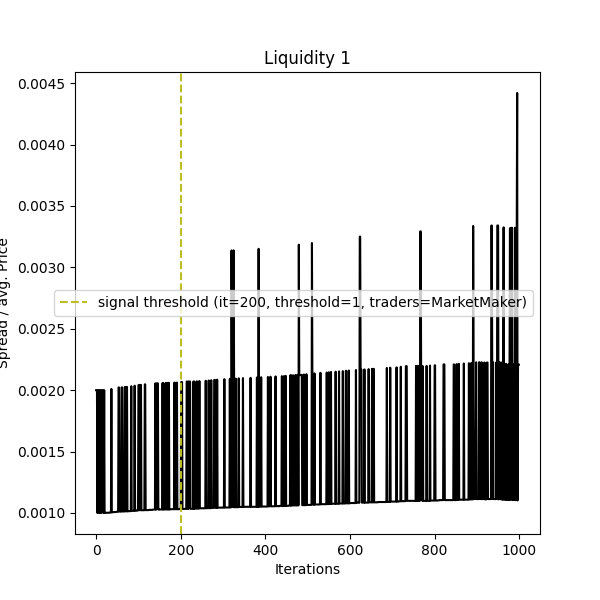 Liquidity 1
Spread / avg. Price
0.0045
0.0040
0.0035
0.0030
0.0025
0.0020
0.0015
0.0010
signal threshold (it=200, threshold=1, traders=MarketMaker)
0 200 400 600 800 1000
Iterations